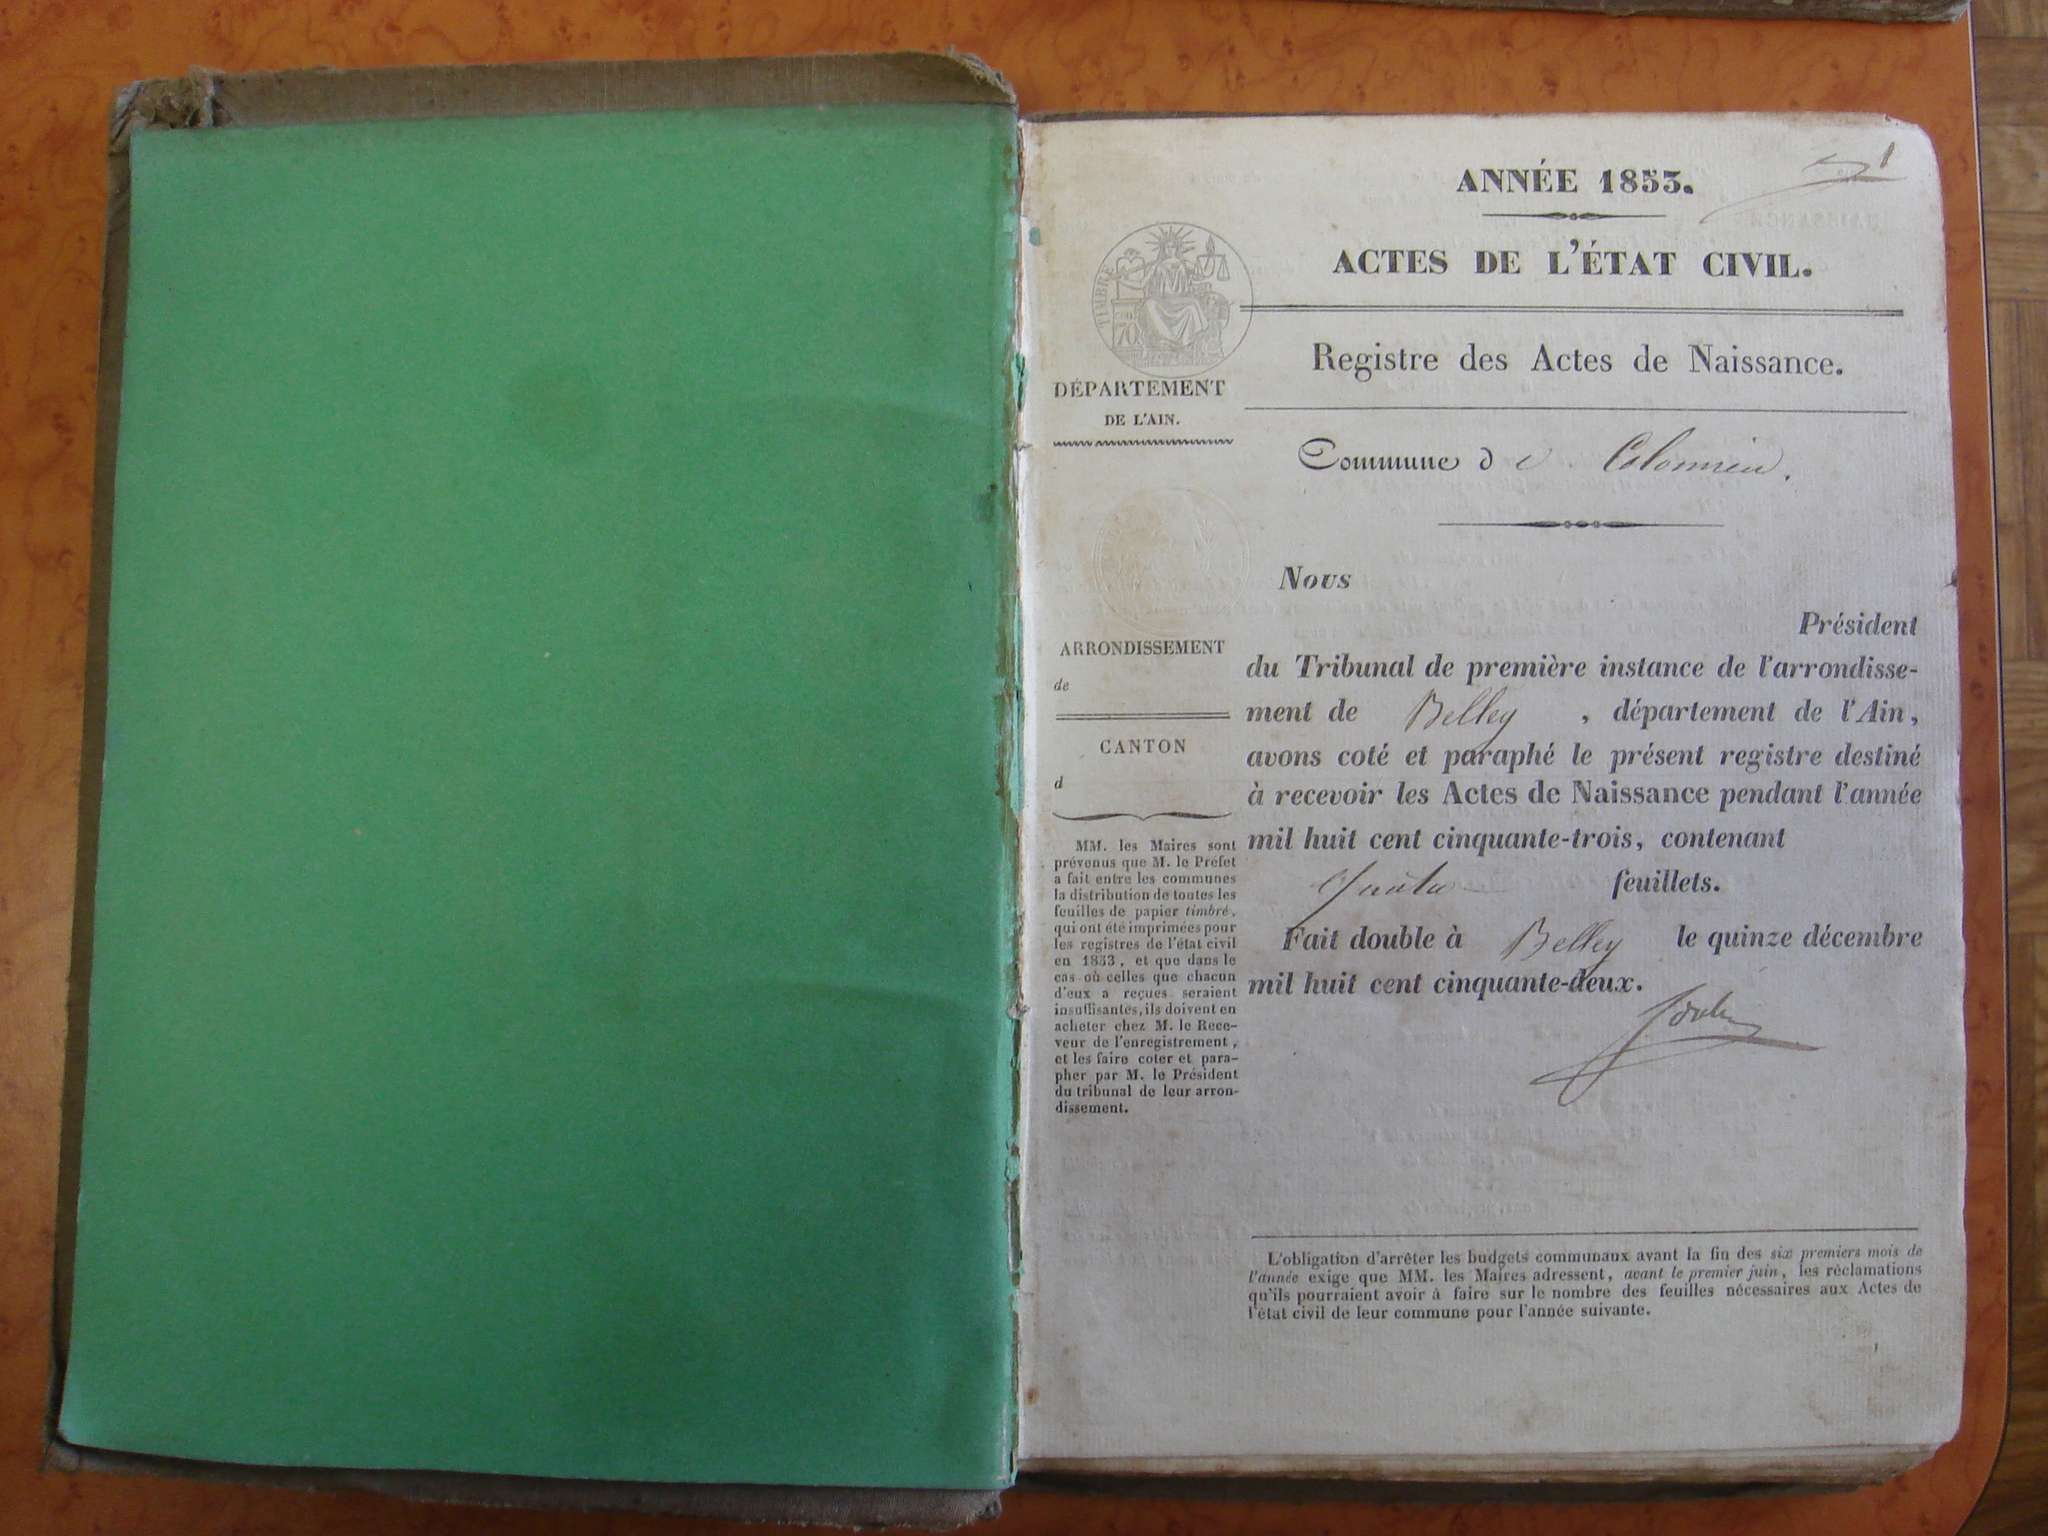 ANNÉE 1853.
1
ACTES DE L'ÉTAT CIVIL.
TIMBRE
70
Registre des Actes de Naissance.
DÉPARTEMENT
DE L'AIN.
Commune de Colomieu.
Nous
Président
du Tribunal de première instance de l'arrondisse-
ment de Belley, département de l'Ain,
avons coté et paraphé le présent registre destiné
à recevoir les Actes de Naissance pendant l'année
mil huit cent cinquante-trois, contenant
feuillets.
Fait double à Belley le quinze décembre
mil huit cent cinquante-deux.
ARRONDISSEMENT
de
CANTON
d
MM. les Maires sont
prévenus que M. le Préfet
a fait entre les communes
la distribution de toutes les
feuilles de papier timbré,
qui ont été imprimées pour
les registres de l'état civil
en 1853, et que dans le
cas où celles que chacun
d'eux a reçues seraient
insuffisantes, ils doivent en
acheter chez M. le Rece-
veur de l'enregistrement,
et les faire coter et para-
pher par M. le Président
du tribunal de leur arron-
dissement.
L'obligation d'arrêter les budgets communaux avant la fin des six premiers mois de
l'année exige que MM. les Maires adressent, avant le premier juin, les réclamations
qu'ils pourraient avoir à faire sur le nombre des feuilles nécessaires aux Actes de
l'état civil de leur commune pour l'année suivante.